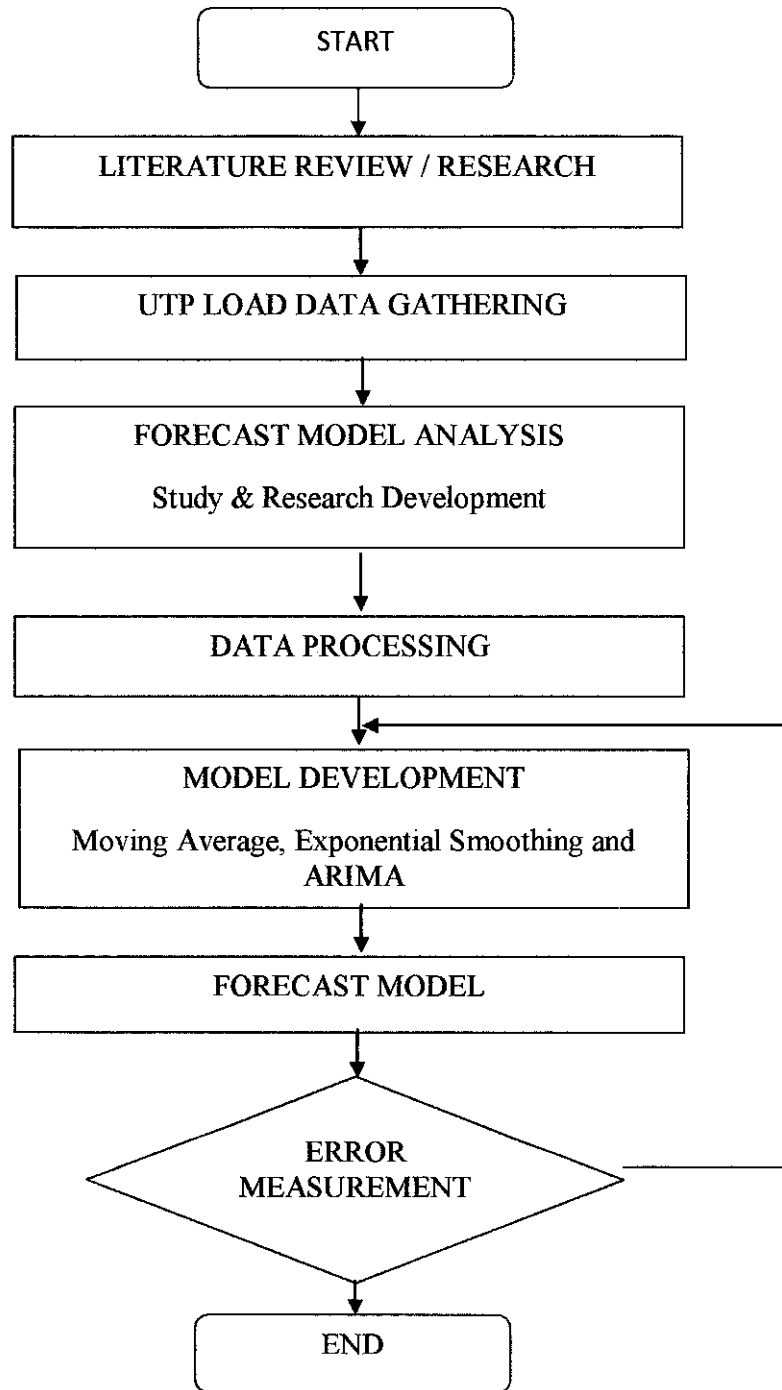 START
LITERATURE REVIEW / RESEARCH
UTP LOAD DATA GATHERING
FORECAST MODEL ANALYSIS
Study & Research Development
DATA PROCESSING
MODEL DEVELOPMENT
Moving Average, Exponential Smoothing and
ARIMA
FORECAST MODEL
ERROR
MEASUREMENT
END